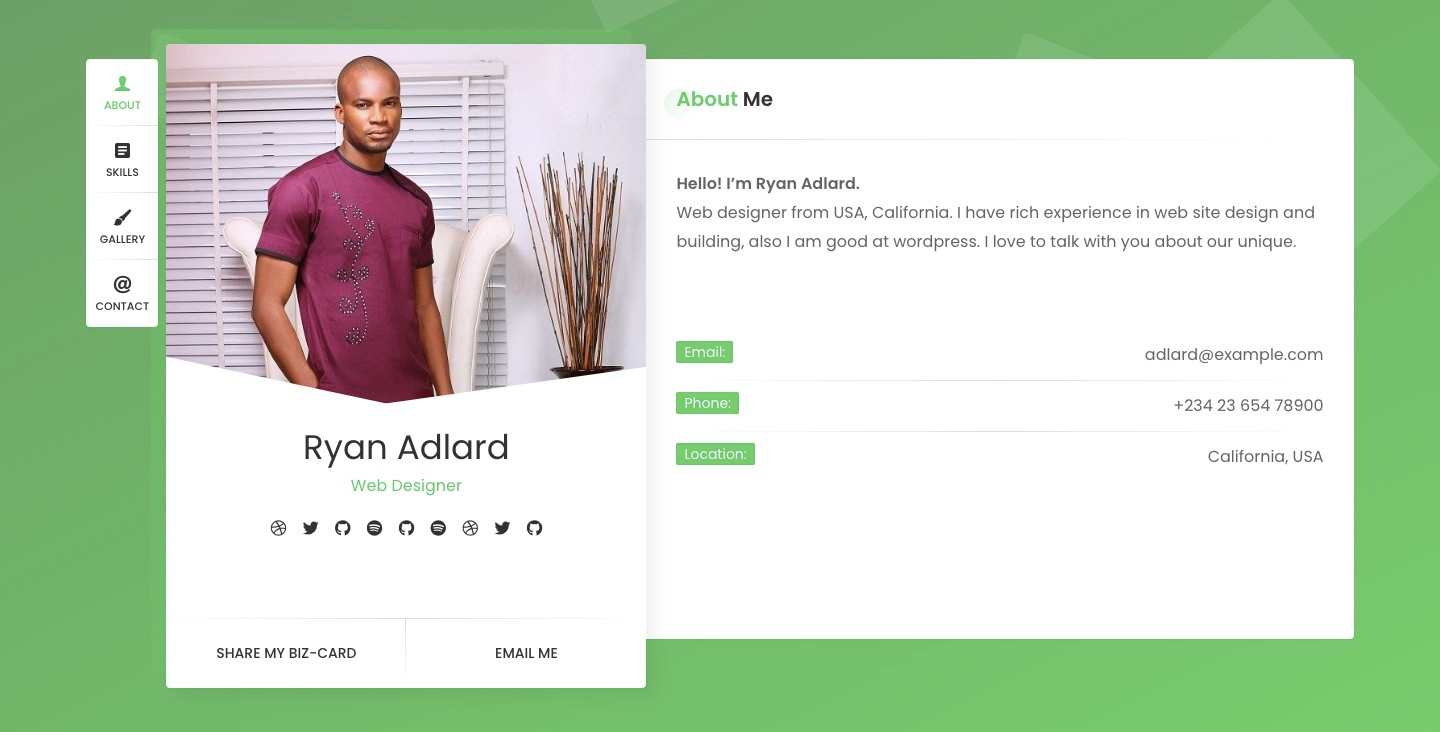 ABOUT
SKILLS
GALLERY
CONTACT
Ryan Adlard
Web Designer
SHARE MY BIZ-CARD
EMAIL ME
About Me
Hello! I’m Ryan Adlard.
Web designer from USA, California. I have rich experience in web site design and
building, also I am good at wordpress. I love to talk with you about our unique.
Email:
adlard@example.com
Phone:
+234 23 654 78900
Location:
California, USA